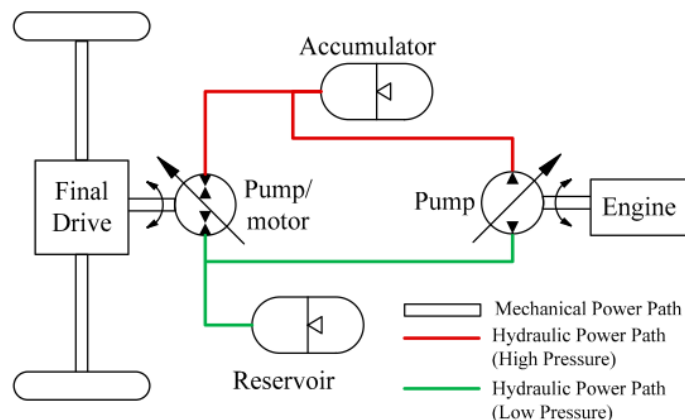 Accumulator
Final
Drive
Pump/
motor
Pump
Engine
Reservoir
Mechanical Power Path
Hydraulic Power Path
(High Pressure)
Hydraulic Power Path
(Low Pressure)